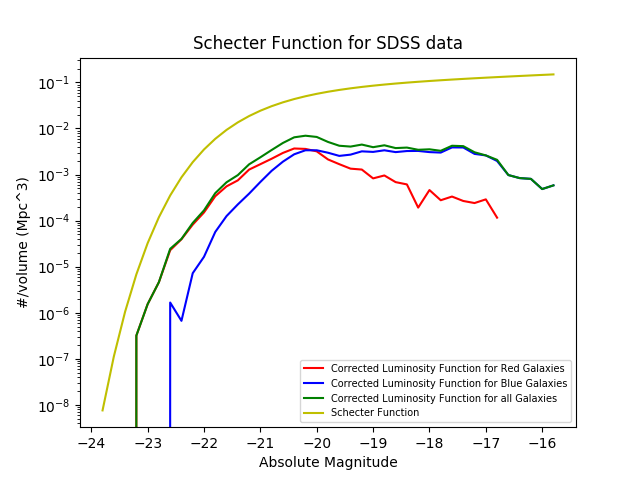 Schecter Function for SDSS data
#/volume (Mpc^3)
10⁻¹
10⁻²
10⁻³
10⁻⁴
10⁻⁵
10⁻⁶
10⁻⁷
10⁻⁸
Corrected Luminosity Function for Red Galaxies
Corrected Luminosity Function for Blue Galaxies
Corrected Luminosity Function for all Galaxies
Schecter Function
−24 −23 −22 −21 −20 −19 −18 −17 −16
Absolute Magnitude